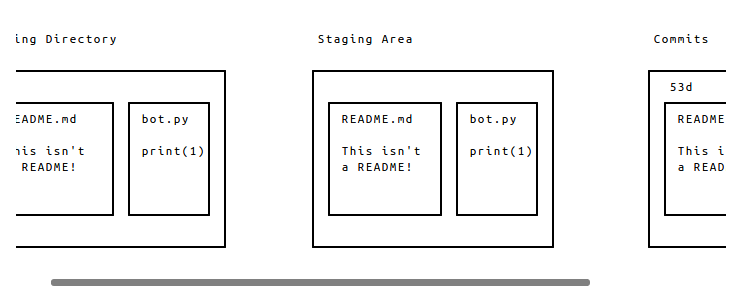 ing Directory
Staging Area
Commits
53d
EADME.md
bot.py
README.md
bot.py
README
his isn't
print(1)
This isn't
print(1)
This i
README!
a README!
a READ